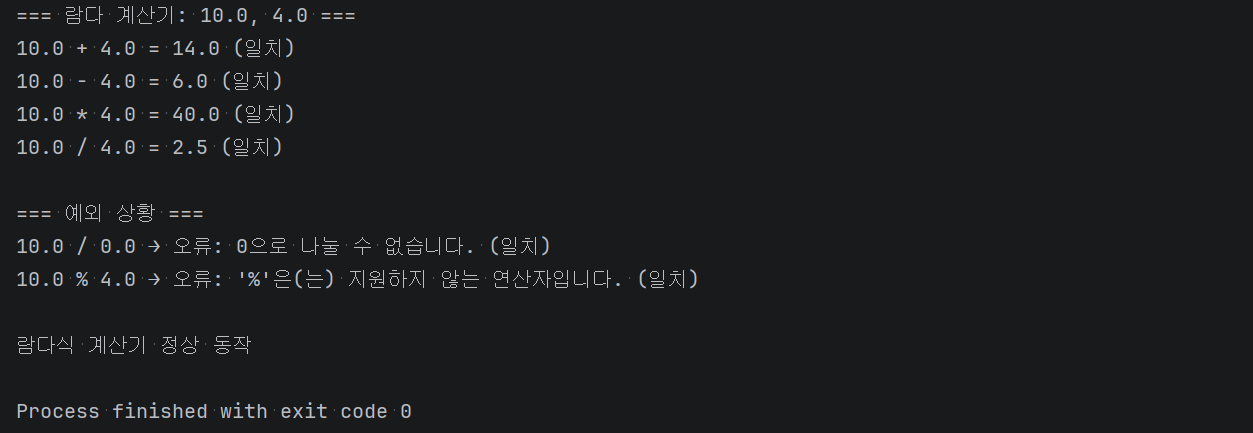 === 람다 계산기: 10.0, 4.0 ===
10.0 + 4.0 = 14.0 (일치)
10.0 - 4.0 = 6.0 (일치)
10.0 * 4.0 = 40.0 (일치)
10.0 / 4.0 = 2.5 (일치)
=== 예외 상황 ===
10.0 / 0.0 → 오류: 0으로 나눌 수 없습니다. (일치)
10.0 % 4.0 → 오류: '%'은(는) 지원하지 않는 연산자입니다. (일치)
람다식 계산기 정상 동작
Process finished with exit code 0